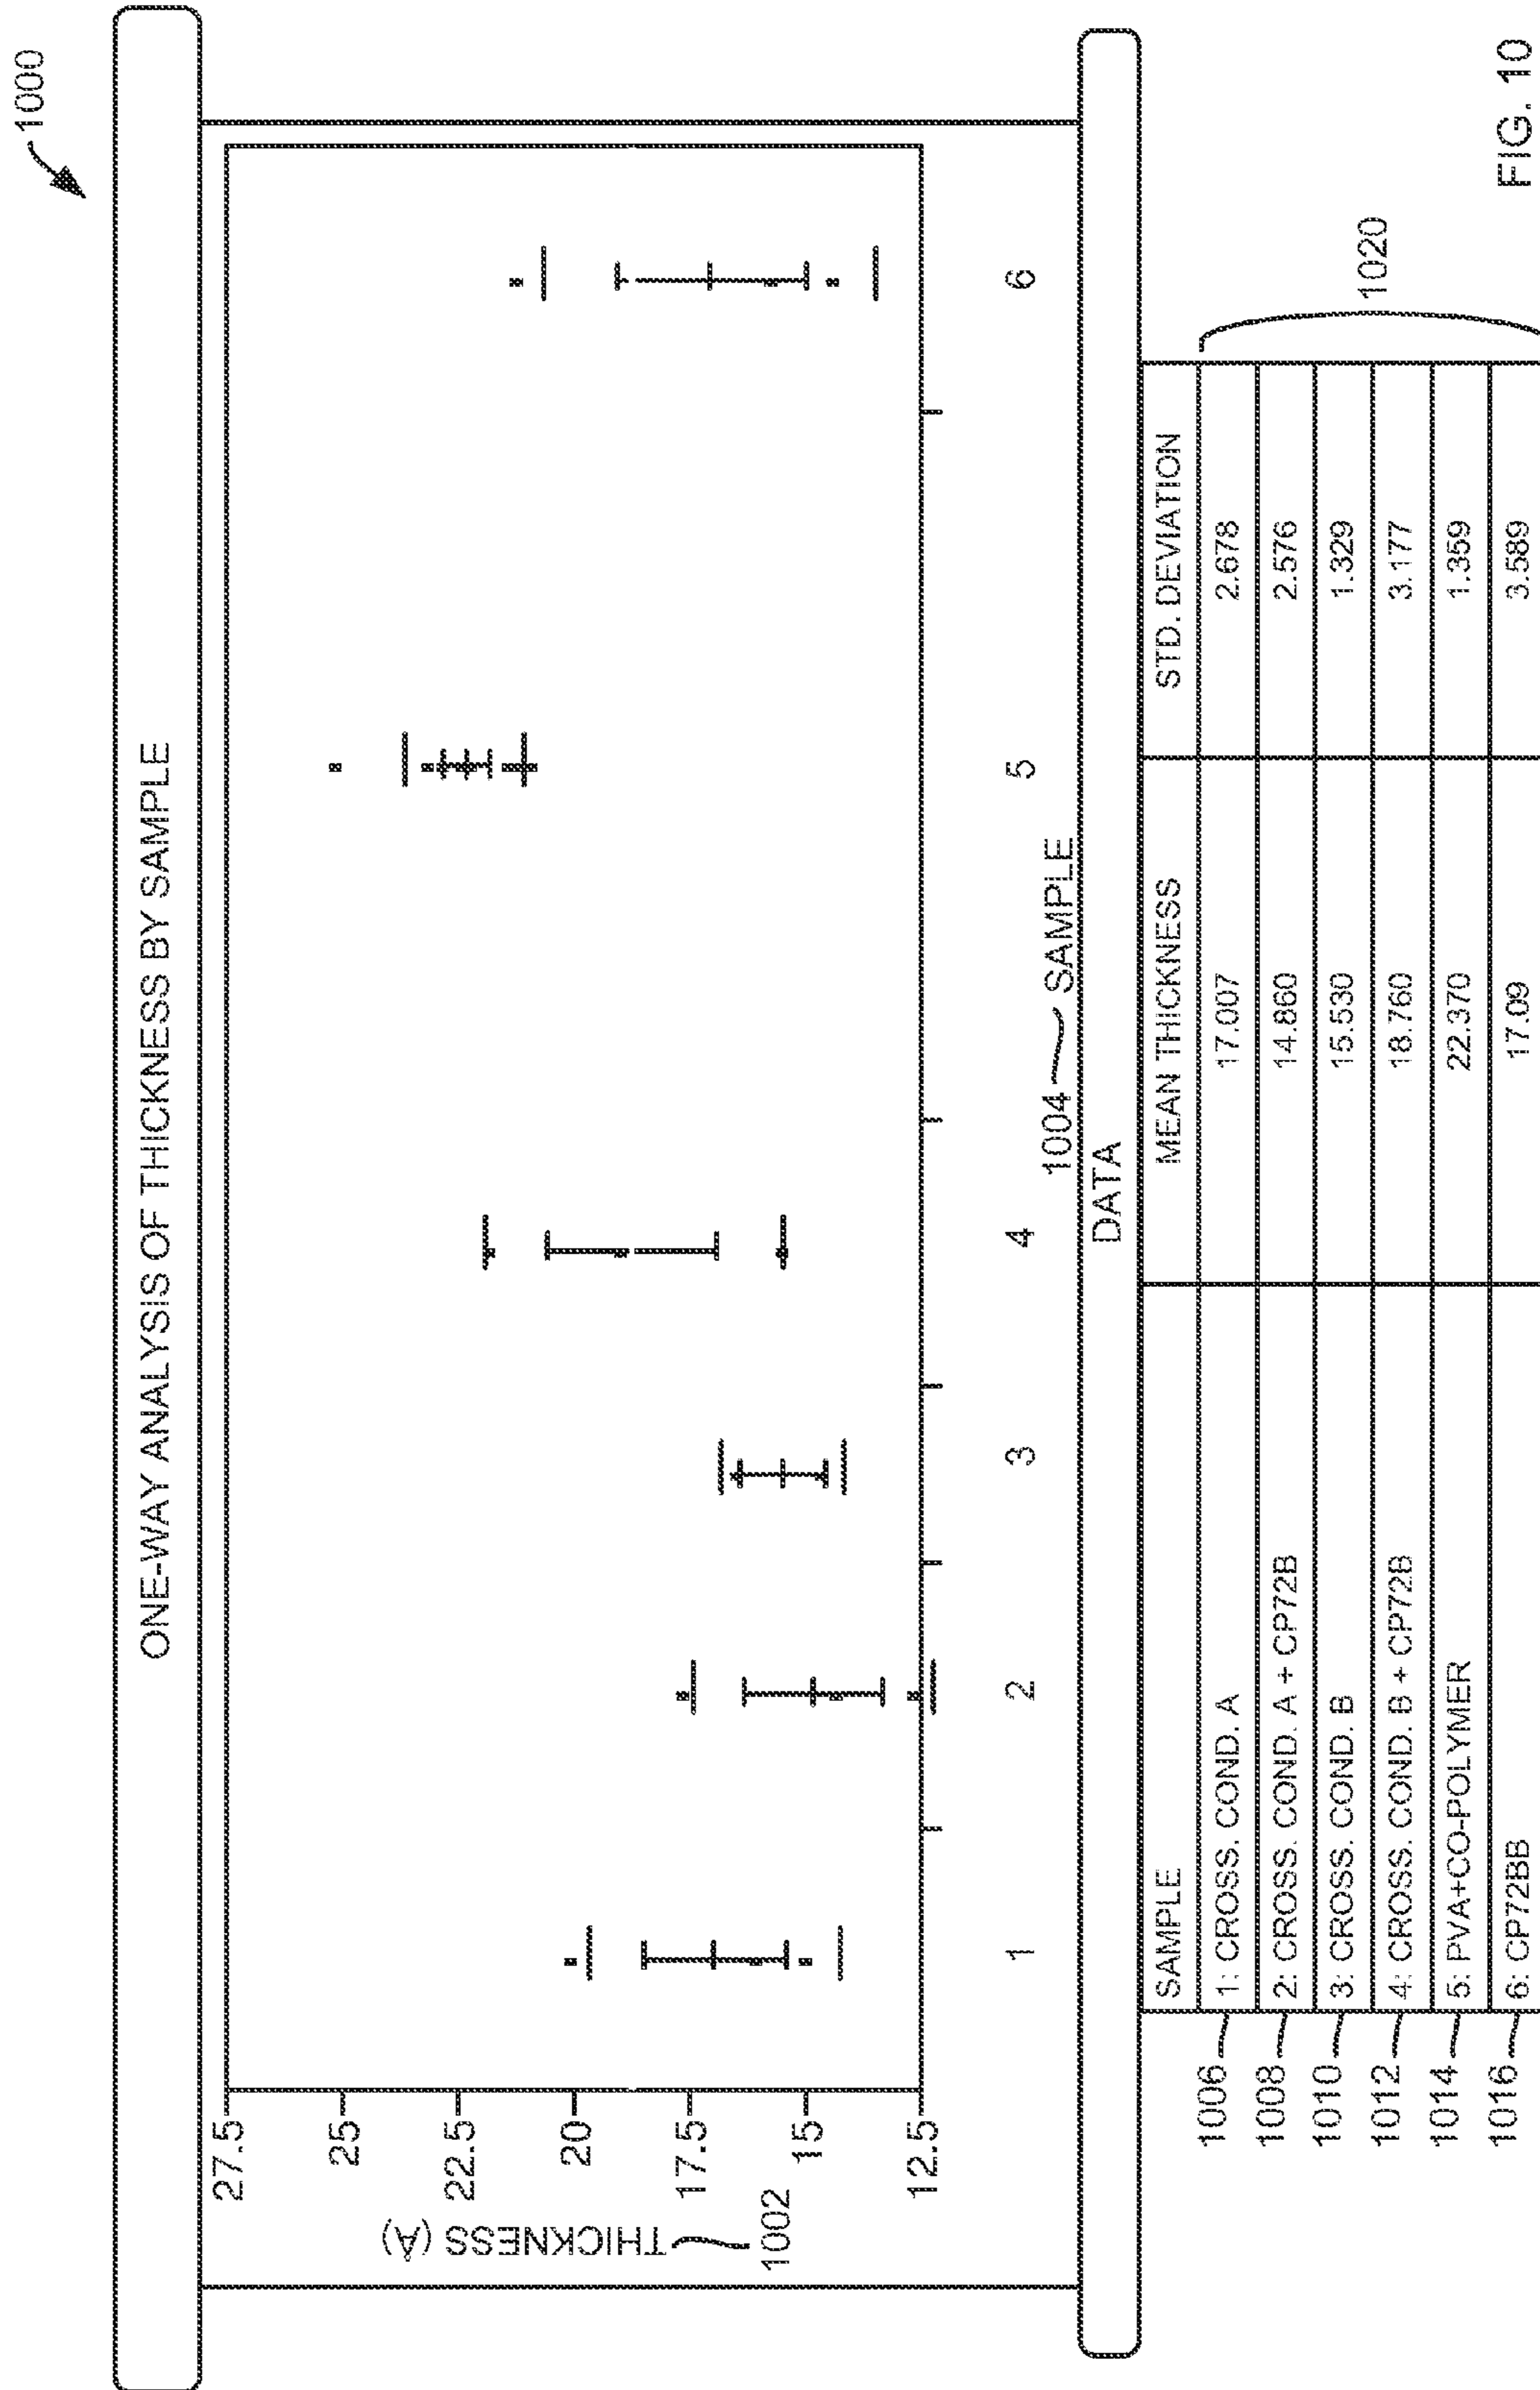 1000
ONE-WAY ANALYSIS OF THICKNESS BY SAMPLE
27.5
25
22.5
20
17.5
15
12.5
THICKNESS (Å)
1002
1 2 3 4 5 6
1004 SAMPLE
DATA
SAMPLE MEAN THICKNESS STD. DEVIATION
1006 1: CROSS. COND. A 17.007 2.678
1008 2: CROSS. COND. A + CP72B 14.860 2.576
1010 3: CROSS. COND. B 15.530 1.329
1012 4: CROSS. COND. B + CP72B 18.760 3.177
1014 5: PVA+CO-POLYMER 22.370 1.359
1016 6: CP72BB 17.09 3.589
1020
FIG. 10